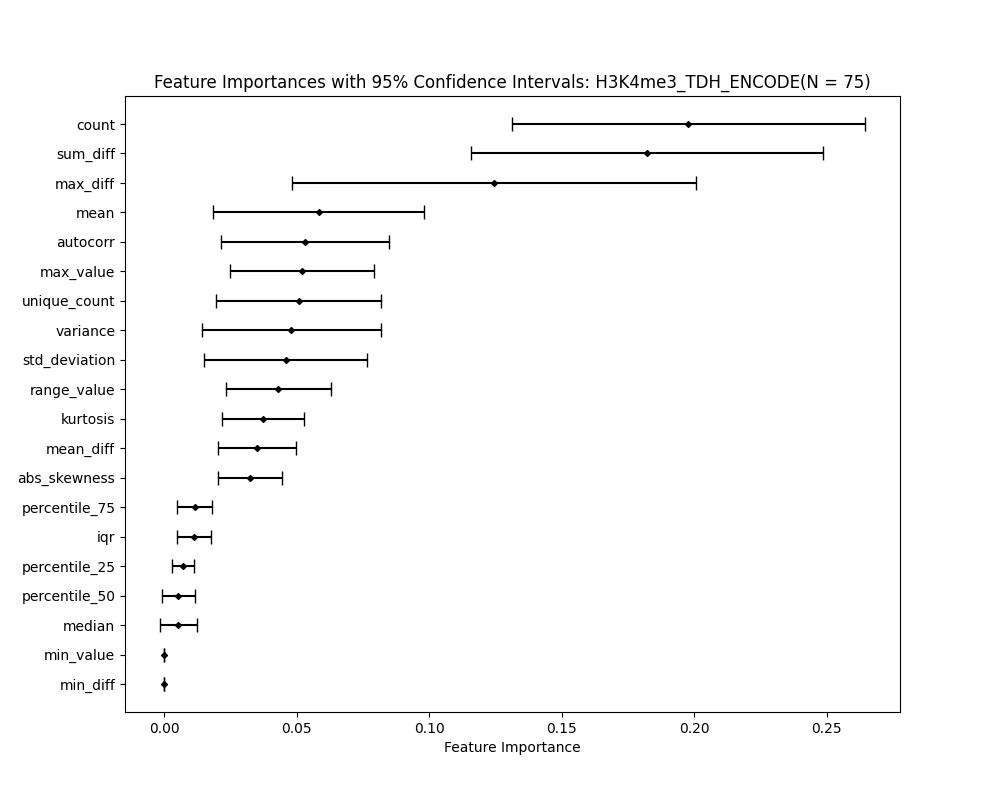 Feature Importances with 95% Confidence Intervals: H3K4me3_TDH_ENCODE(N = 75)
count
sum_diff
max_diff
mean
autocorr
max_value
unique_count
variance
std_deviation
range_value
kurtosis
mean_diff
abs_skewness
percentile_75
iqr
percentile_25
percentile_50
median
min_value
min_diff
0.00 0.05 0.10 0.15 0.20 0.25
Feature Importance